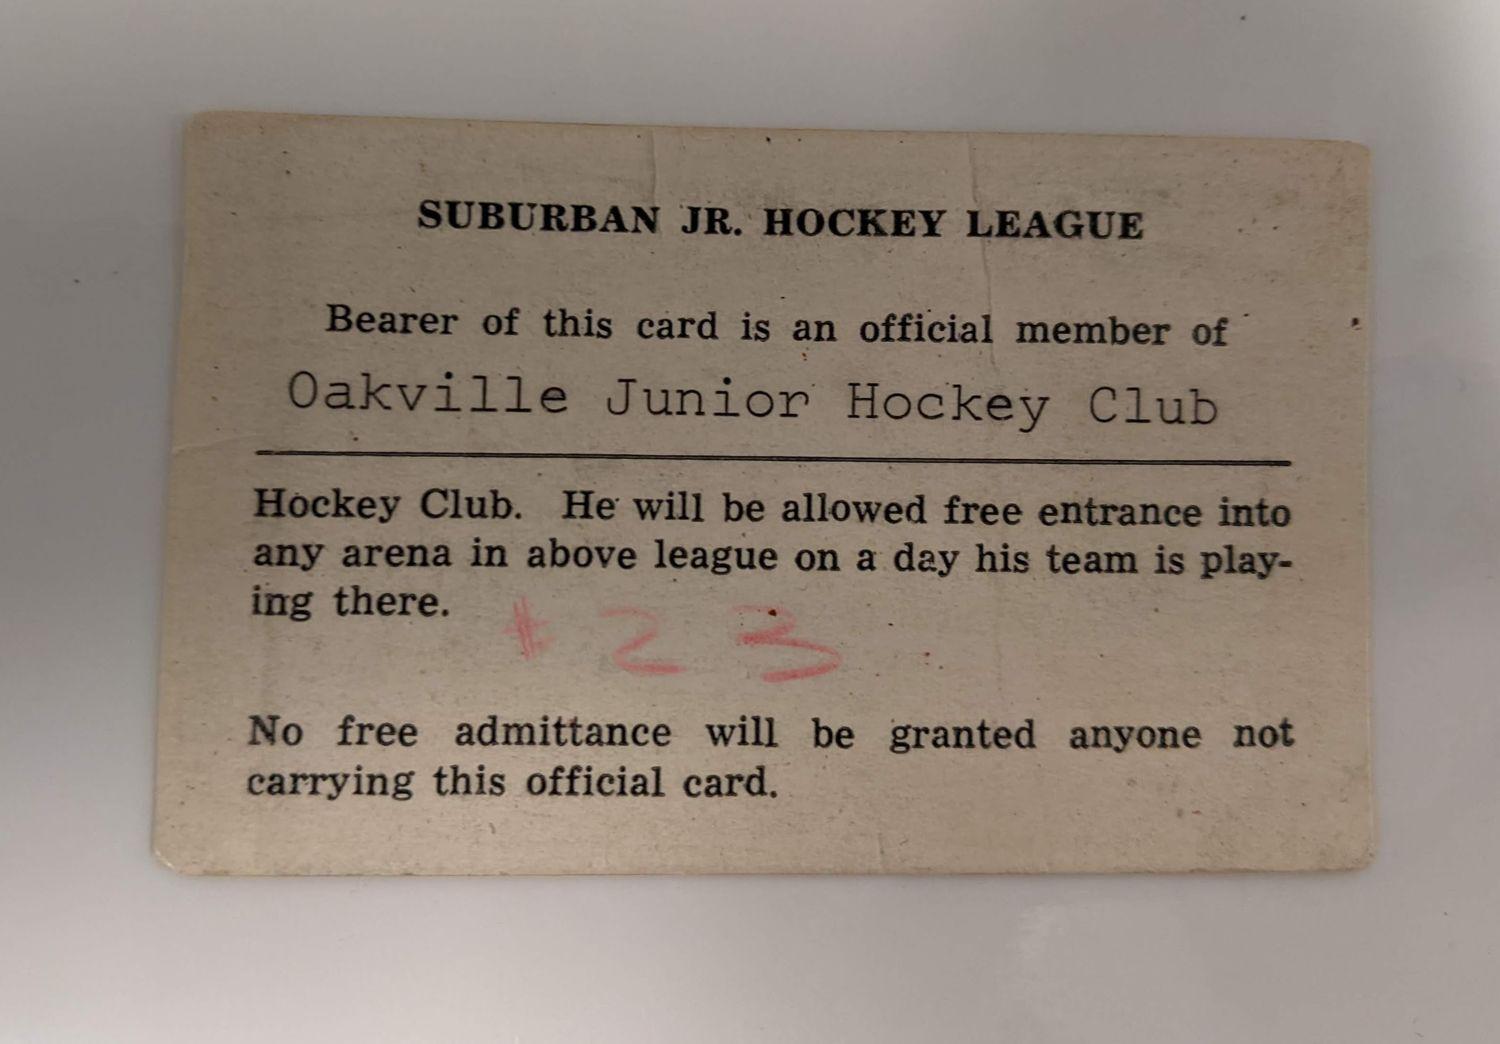 SUBURBAN JR. HOCKEY LEAGUE
Bearer of this card is an official member of
Oakville Junior Hockey Club
Hockey Club. He will be allowed free entrance into
any arena in above league on a day his team is play-
ing there.
# 23
No free admittance will be granted anyone not
carrying this official card.